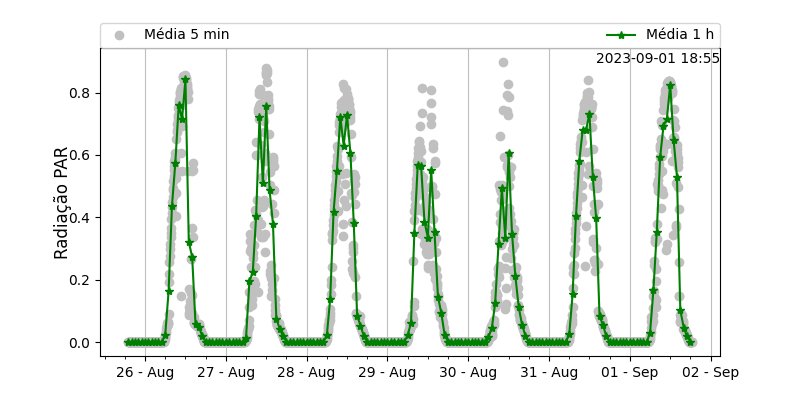 Média 5 min
Média 1 h
2023-09-01 18:55
Radiação PAR
0.8
0.6
0.4
0.2
0.0
26 - Aug
27 - Aug
28 - Aug
29 - Aug
30 - Aug
31 - Aug
01 - Sep
02 - Sep